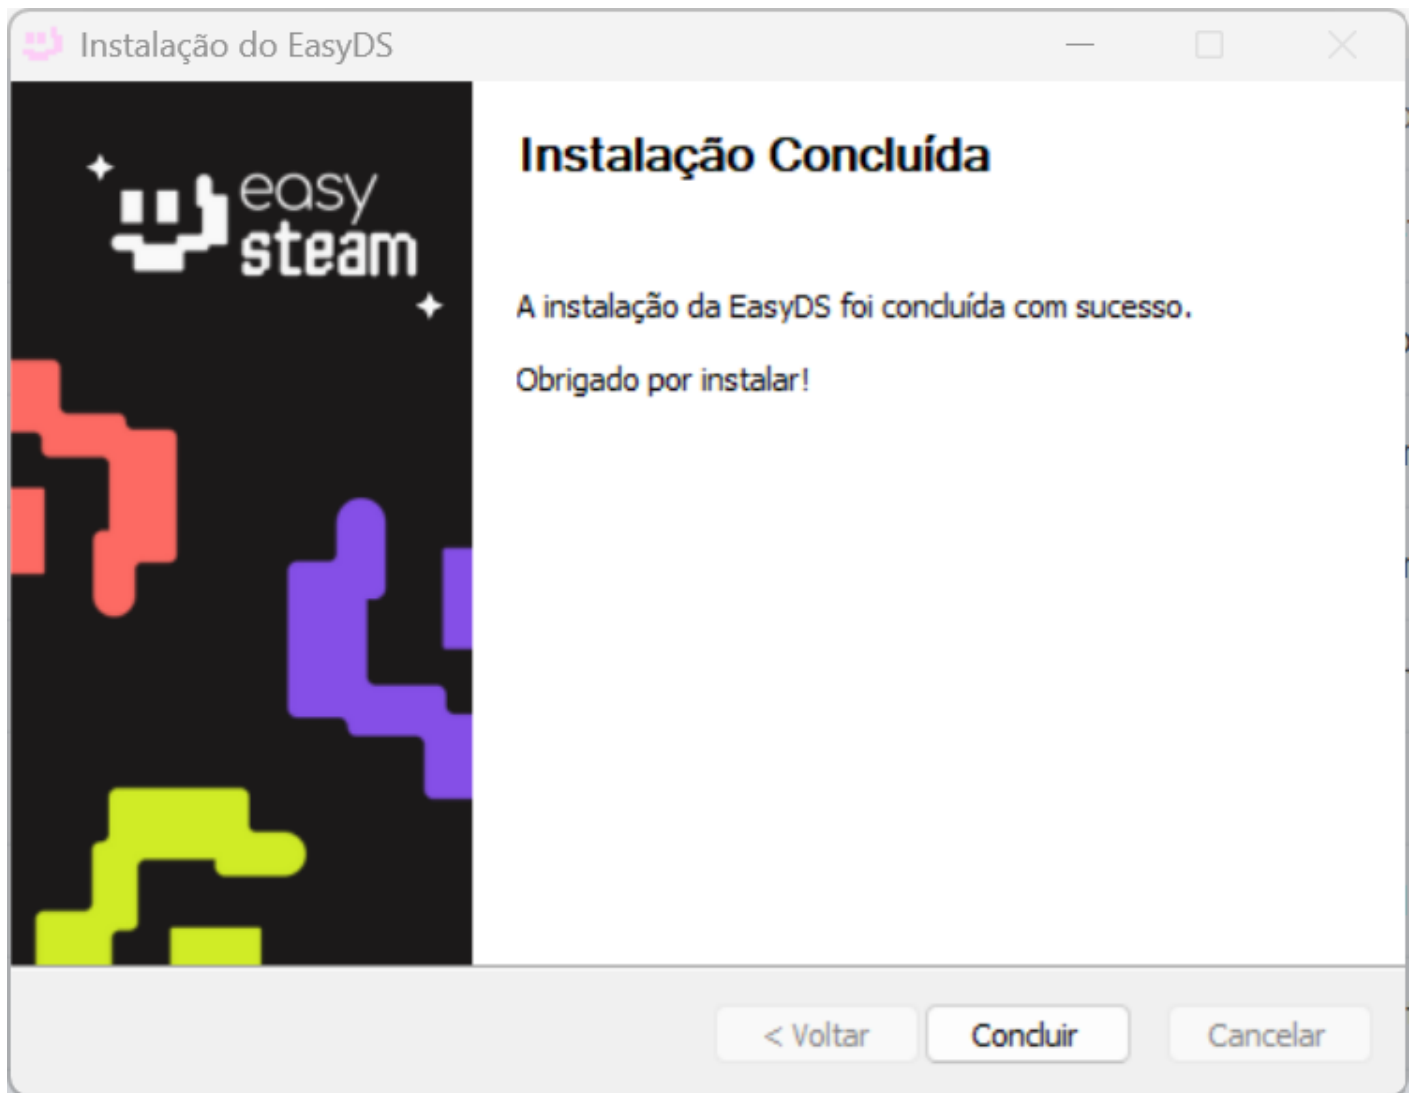 Instalação do EasyDS
easy
steam
Instalação Concluída
A instalação da EasyDS foi concluída com sucesso.
Obrigado por instalar!
< Voltar
Concluir
Cancelar